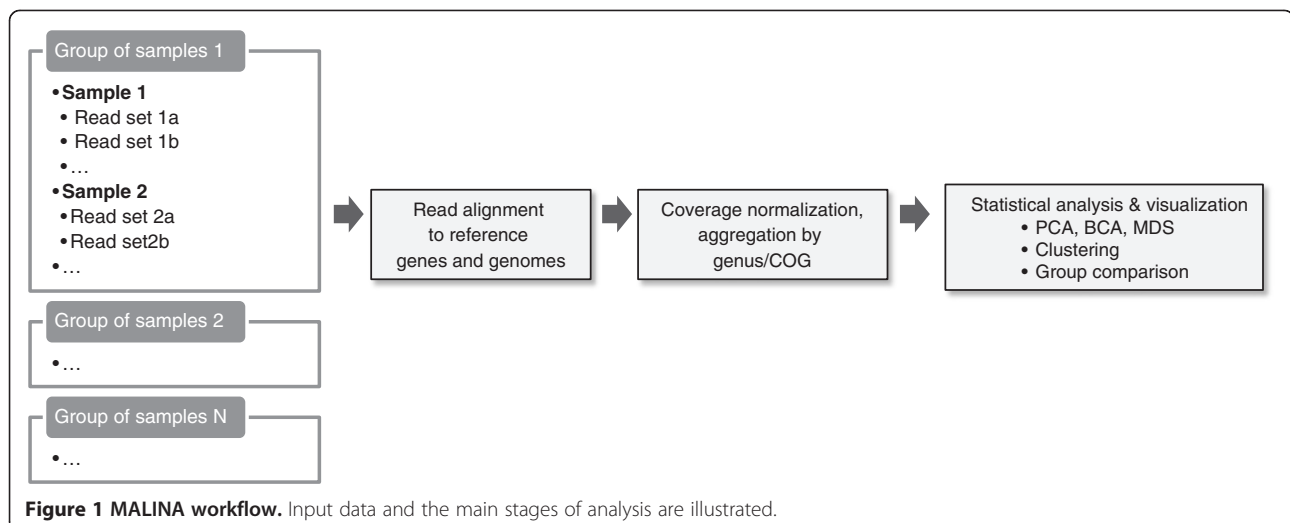 Group of samples 1
• Sample 1
• Read set 1a
• Read set 1b
• ...
• Sample 2
• Read set 2a
• Read set2b
• ...
Group of samples 2
• ...
Group of samples N
• ...
Read alignment
to reference
genes and genomes
Coverage normalization,
aggregation by
genus/COG
Statistical analysis & visualization
• PCA, BCA, MDS
• Clustering
• Group comparison
Figure 1 MALINA workflow. Input data and the main stages of analysis are illustrated.